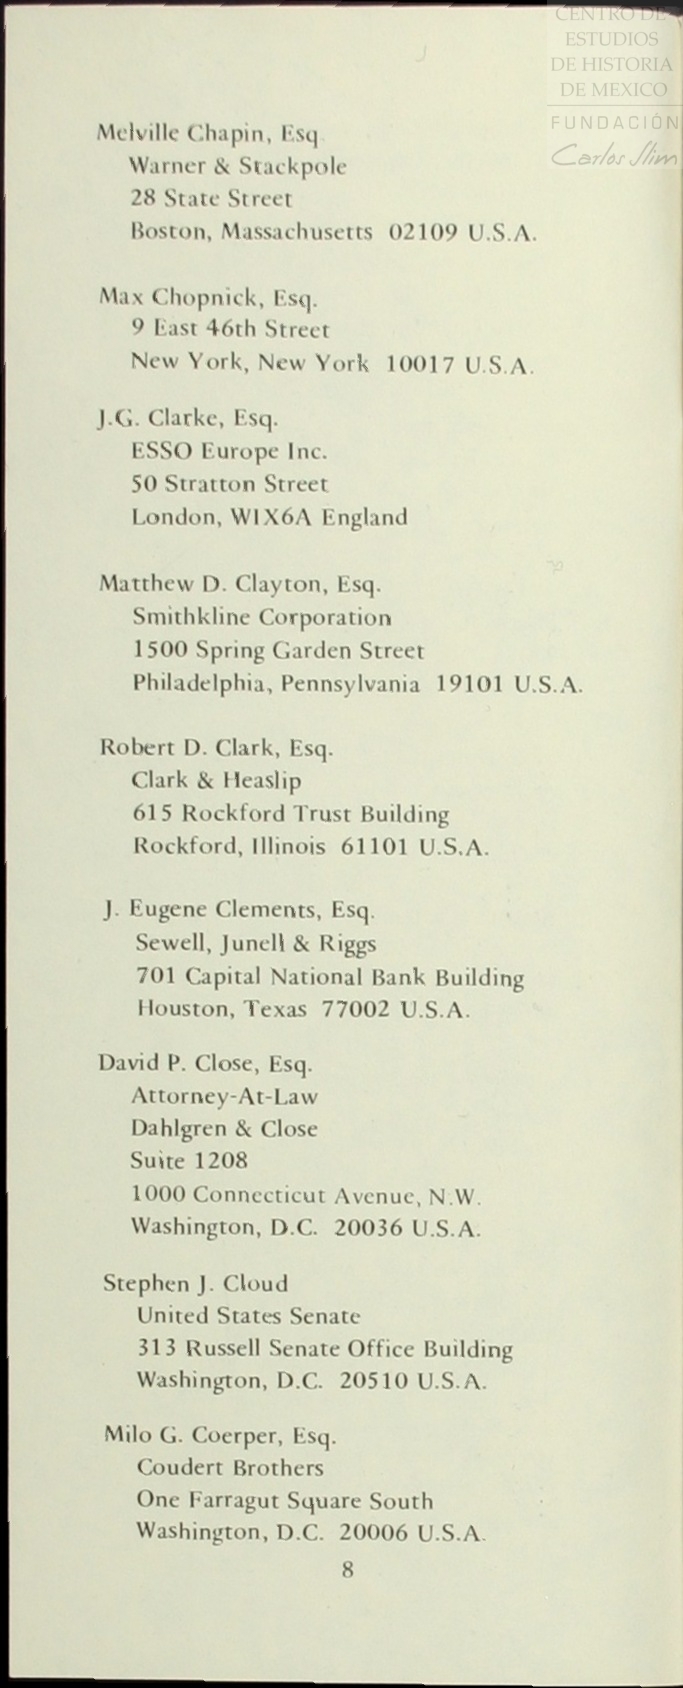 CENTRO DE
ESTUDIOS
DE HISTORIA
DE MEXICO
FUNDACIÓN
Carlos Slim
Melville Chapin, Esq
Warner & Stackpole
28 State Street
Boston, Massachusetts 02109 U.S.A.
Max Chopnick, Esq.
9 East 46th Street
New York, New York 10017 U.S.A.
J.G. Clarke, Esq.
ESSO Europe Inc.
50 Stratton Street
London, WIX6A England
Matthew D. Clayton, Esq.
Smithkline Corporation
1500 Spring Garden Street
Philadelphia, Pennsylvania 19101 U.S.A.
Robert D. Clark, Esq.
Clark & Heaslip
615 Rockford Trust Building
Rockford, Illinois 61101 U.S.A.
J. Eugene Clements, Esq.
Sewell, Junell & Riggs
701 Capital National Bank Building
Houston, Texas 77002 U.S.A.
David P. Close, Esq.
Attorney-At-Law
Dahlgren & Close
Suite 1208
1000 Connecticut Avenue, N.W.
Washington, D.C. 20036 U.S.A.
Stephen J. Cloud
United States Senate
313 Russell Senate Office Building
Washington, D.C. 20510 U.S.A.
Milo G. Coerper, Esq.
Coudert Brothers
One Farragut Square South
Washington, D.C. 20006 U.S.A.
8